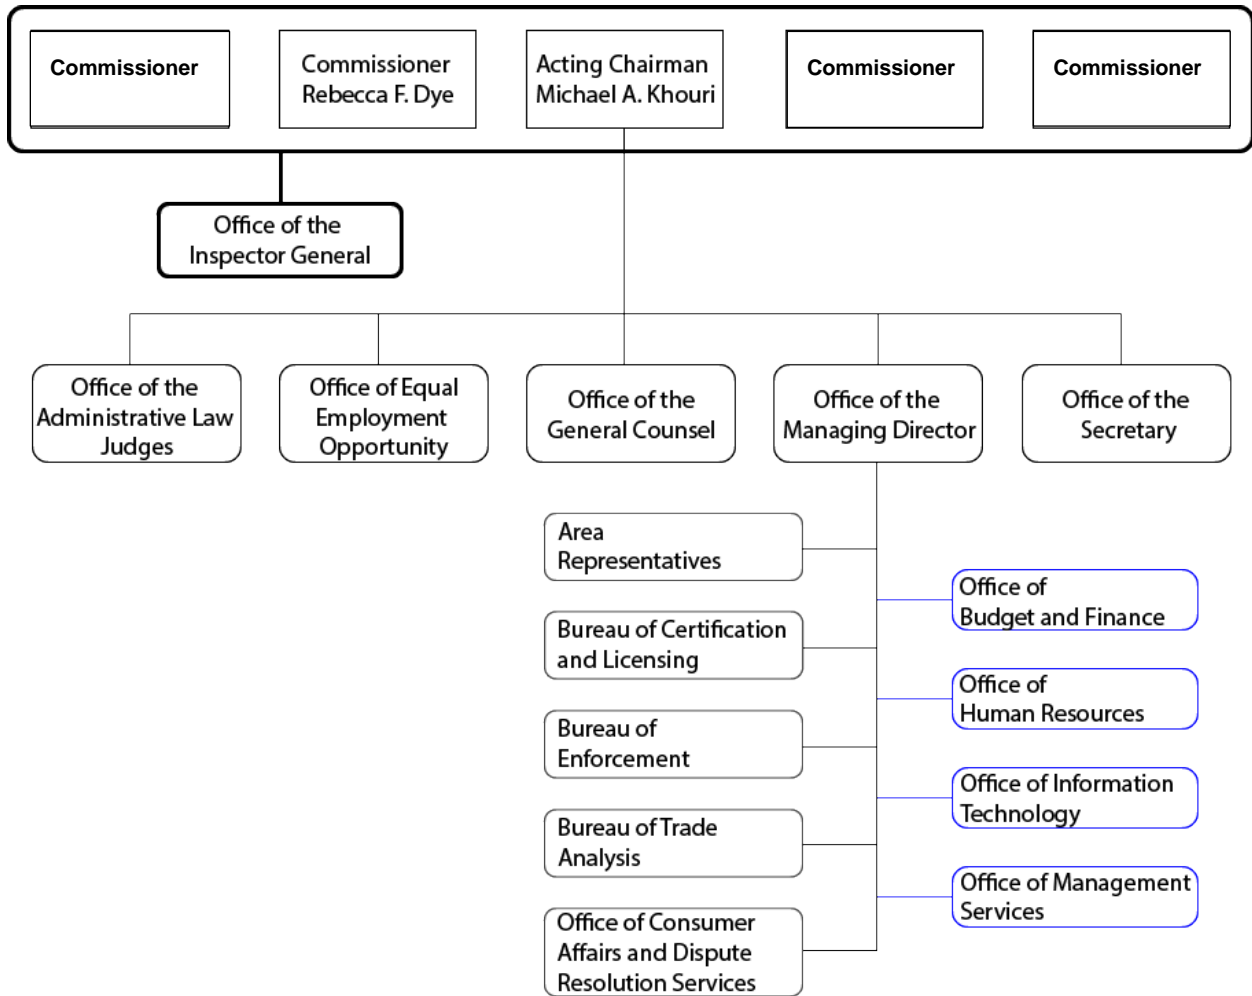 Commissioner
Commissioner
Rebecca F. Dye
Acting Chairman
Michael A. Khouri
Commissioner
Commissioner
Office of the
Inspector General
Office of the
Administrative Law
Judges
Office of Equal
Employment
Opportunity
Office of the
General Counsel
Office of the
Managing Director
Office of the
Secretary
Area
Representatives
Office of
Budget and Finance
Bureau of Certification
and Licensing
Office of
Human Resources
Bureau of
Enforcement
Office of Information
Technology
Bureau of Trade
Analysis
Office of Management
Services
Office of Consumer
Affairs and Dispute
Resolution Services